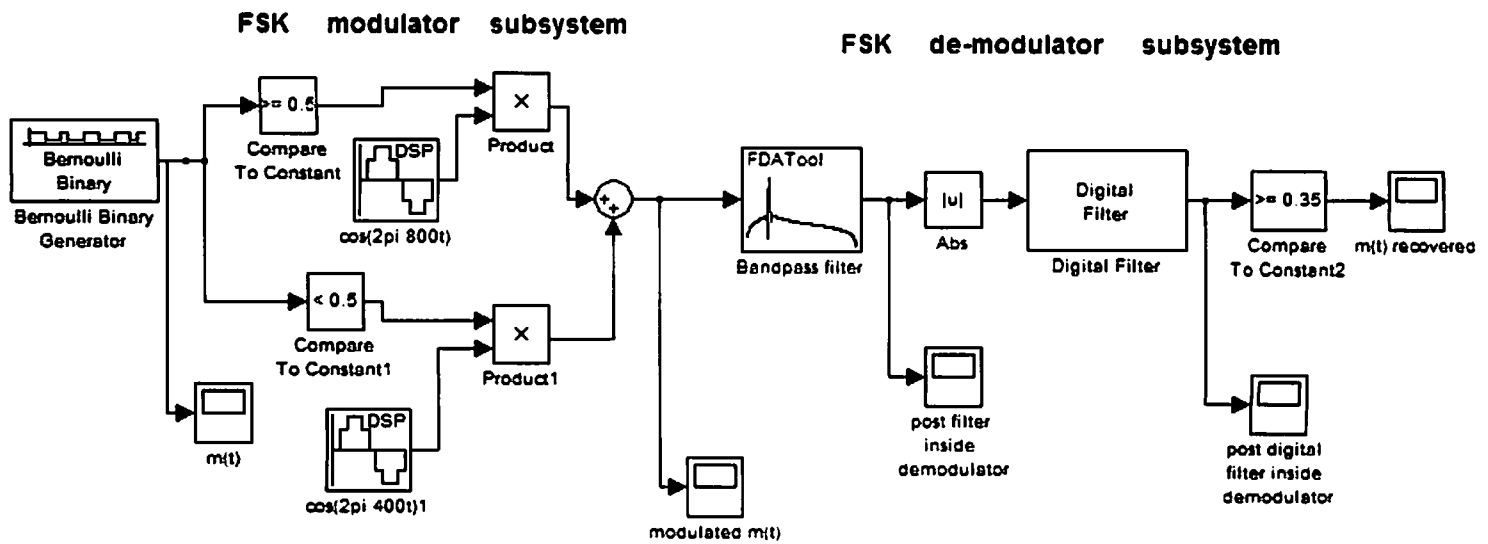 FSK modulator subsystem
FSK de-modulator subsystem
Bernoulli
Binary
Bernoulli Binary
Generator
>= 0.5
Compare
To Constant
DSP
cos(2pi 800t)
×
Product
< 0.5
Compare
To Constant1
DSP
cos(2pi 400t)1
×
Product1
m(t)
+
+
modulated m(t)
FDATool
Bandpass filter
post filter
inside
demodulator
|u|
Abs
Digital
Filter
Digital Filter
post digital
filter inside
demodulator
>= 0.35
Compare
To Constant2
m(t) recovered